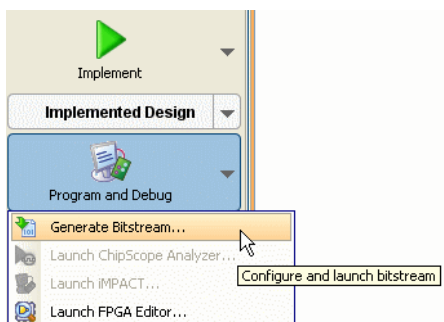 Implement
Implemented Design
Program and Debug
Generate Bitstream...
Launch ChipScope Analyzer...
Configure and launch bitstream
Launch iMPACT...
Launch FPGA Editor...